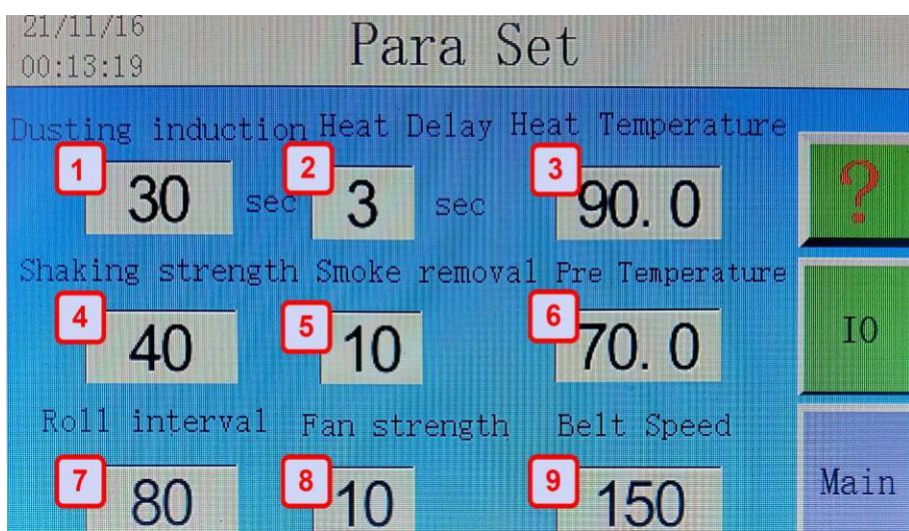 21/11/16
00:13:19
Para Set
Dusting induction Heat Delay Heat Temperature
1 30 sec 2 3 sec 3 90.0
?
Shaking strength Smoke removal Pre Temperature
4 40 5 10 6 70.0
IO
Roll interval Fan strength Belt Speed
7 80 8 10 9 150
Main